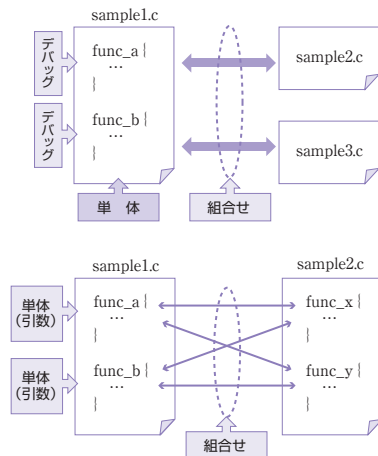 sample1.c
デバッグ
func_a {
…
}
デバッグ
func_b {
…
}
sample2.c
sample3.c
単 体
組合せ
sample1.c
sample2.c
単体
(引数)
func_a {
…
}
func_x {
…
}
単体
(引数)
func_b {
…
}
func_y {
…
}
組合せ